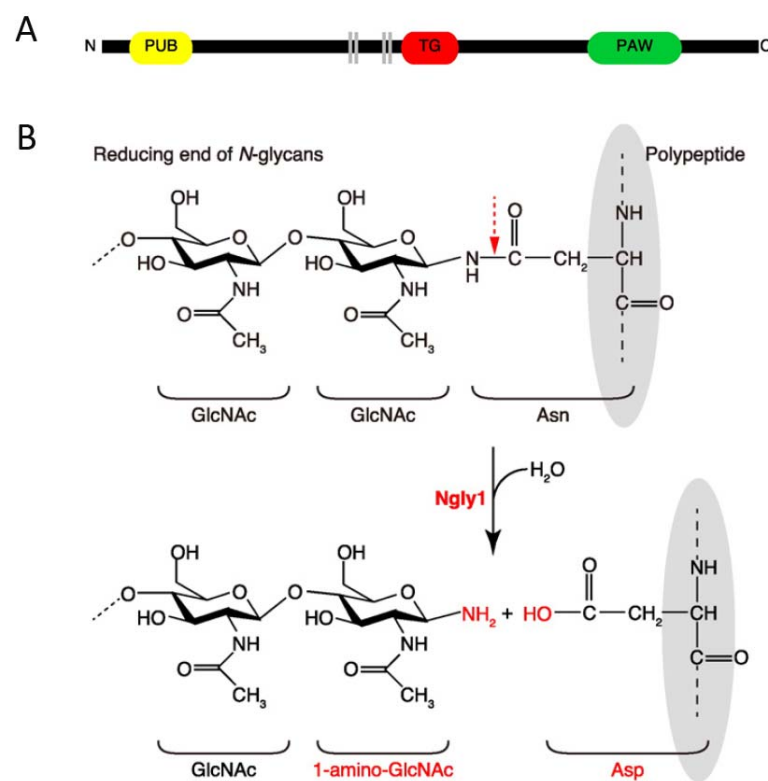 A
N PUB TG PAW C
B
Reducing end of N-glycans Polypeptide
OH OH O NH
O O O O N H C CH2 CH
HO HO
NH NH C O
O O
CH3 CH3
GlcNAc GlcNAc Asn
Ngly1 H2O
OH OH O NH
O O O O NH2 + HO C CH2 CH
HO HO
NH NH C O
O O
CH3 CH3
GlcNAc 1-amino-GlcNAc Asp